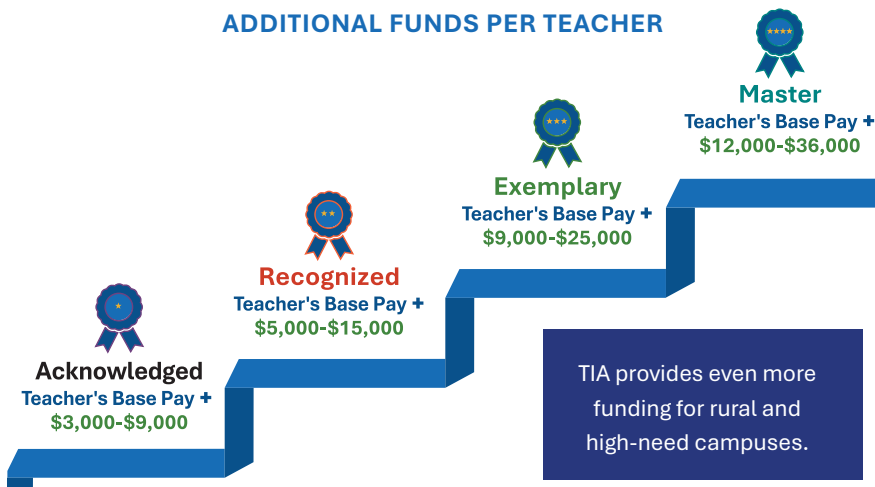 ADDITIONAL FUNDS PER TEACHER
Master
Teacher's Base Pay +
$12,000-$36,000
Exemplary
Teacher's Base Pay +
$9,000-$25,000
Recognized
Teacher's Base Pay +
$5,000-$15,000
Acknowledged
Teacher's Base Pay +
$3,000-$9,000
TIA provides even more
funding for rural and
high-need campuses.